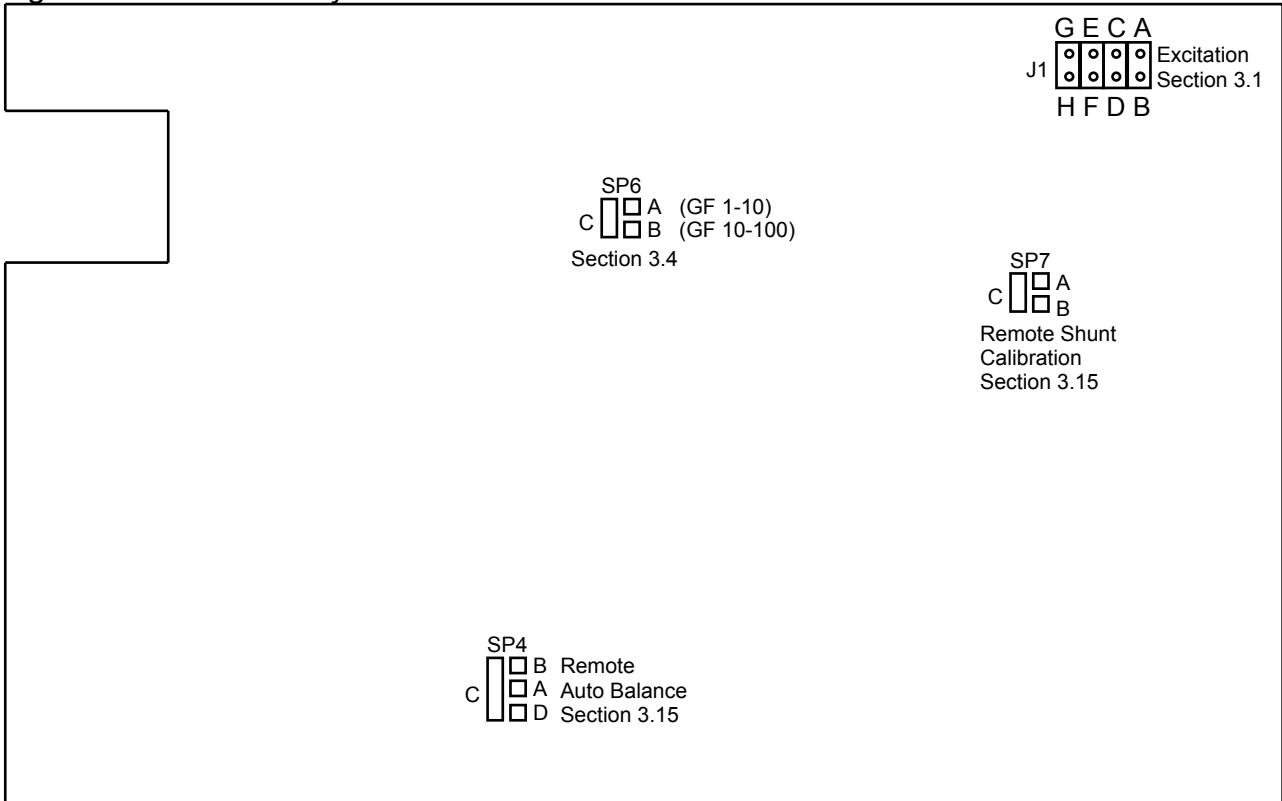 G E C A
J1
Excitation
Section 3.1
H F D B
SP6
C
A (GF 1-10)
B (GF 10-100)
Section 3.4
SP7
C
A
B
Remote Shunt
Calibration
Section 3.15
SP4
C
B Remote
A Auto Balance
D Section 3.15